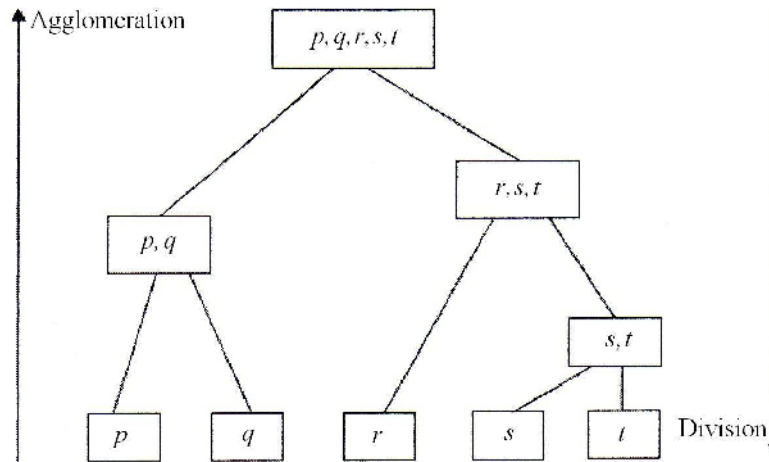 Agglomeration
p, q, r, s, t
r, s, t
p, q
s, t
p
q
r
s
t
Division